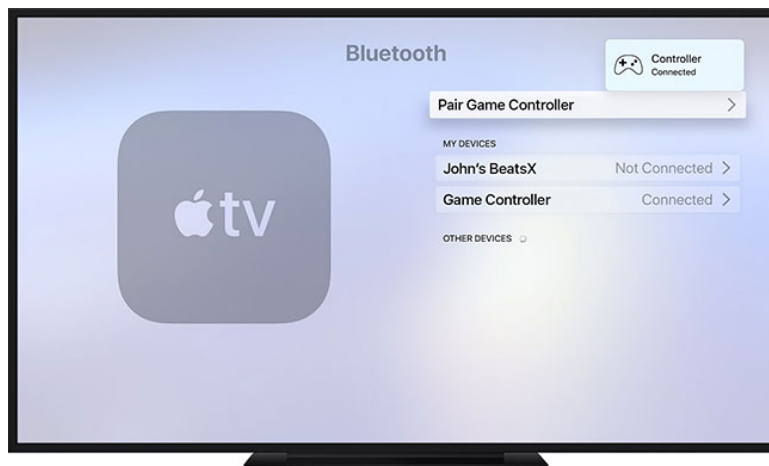 Bluetooth
Controller
Connected
Pair Game Controller
MY DEVICES
John's BeatsX Not Connected
Game Controller Connected
OTHER DEVICES
tv